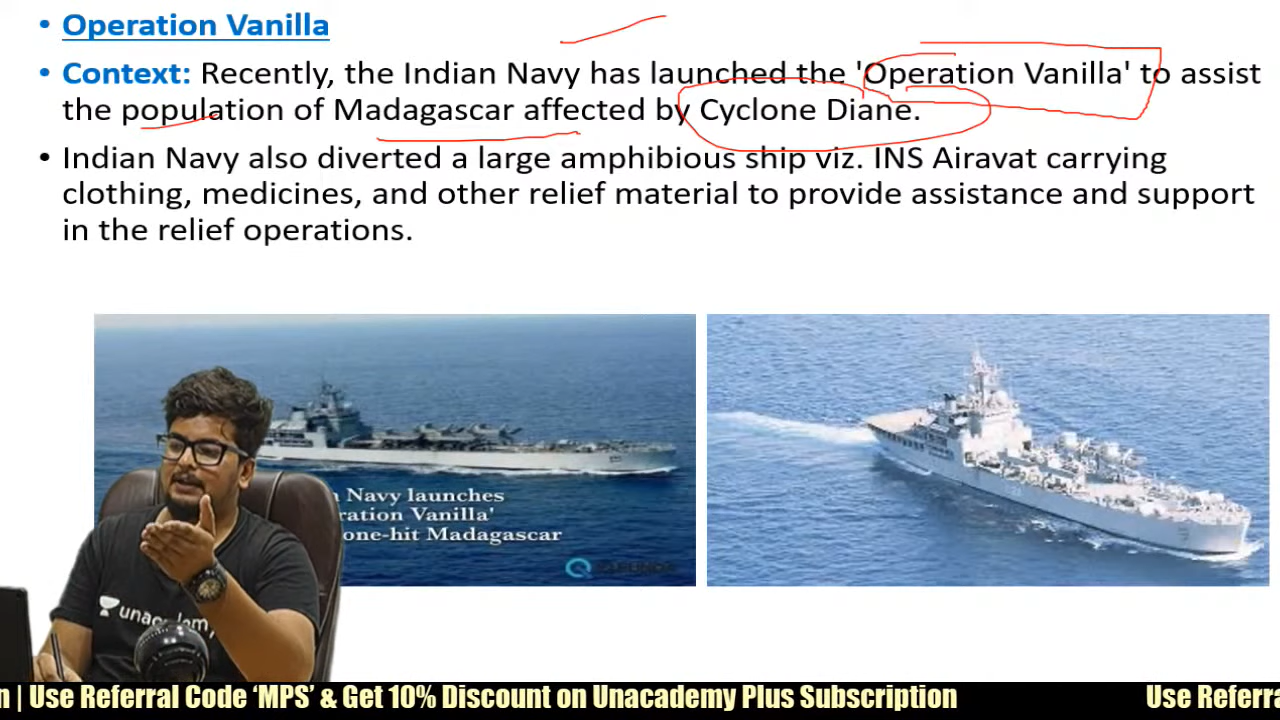 • Operation Vanilla
• Context: Recently, the Indian Navy has launched the 'Operation Vanilla' to assist
the population of Madagascar affected by Cyclone Diane.
• Indian Navy also diverted a large amphibious ship viz. INS Airavat carrying
clothing, medicines, and other relief material to provide assistance and support
in the relief operations.
n Navy launches
ration Vanilla'
one-hit Madagascar
unacademy
n | Use Referral Code ‘MPS’ & Get 10% Discount on Unacademy Plus Subscription
Use Referra